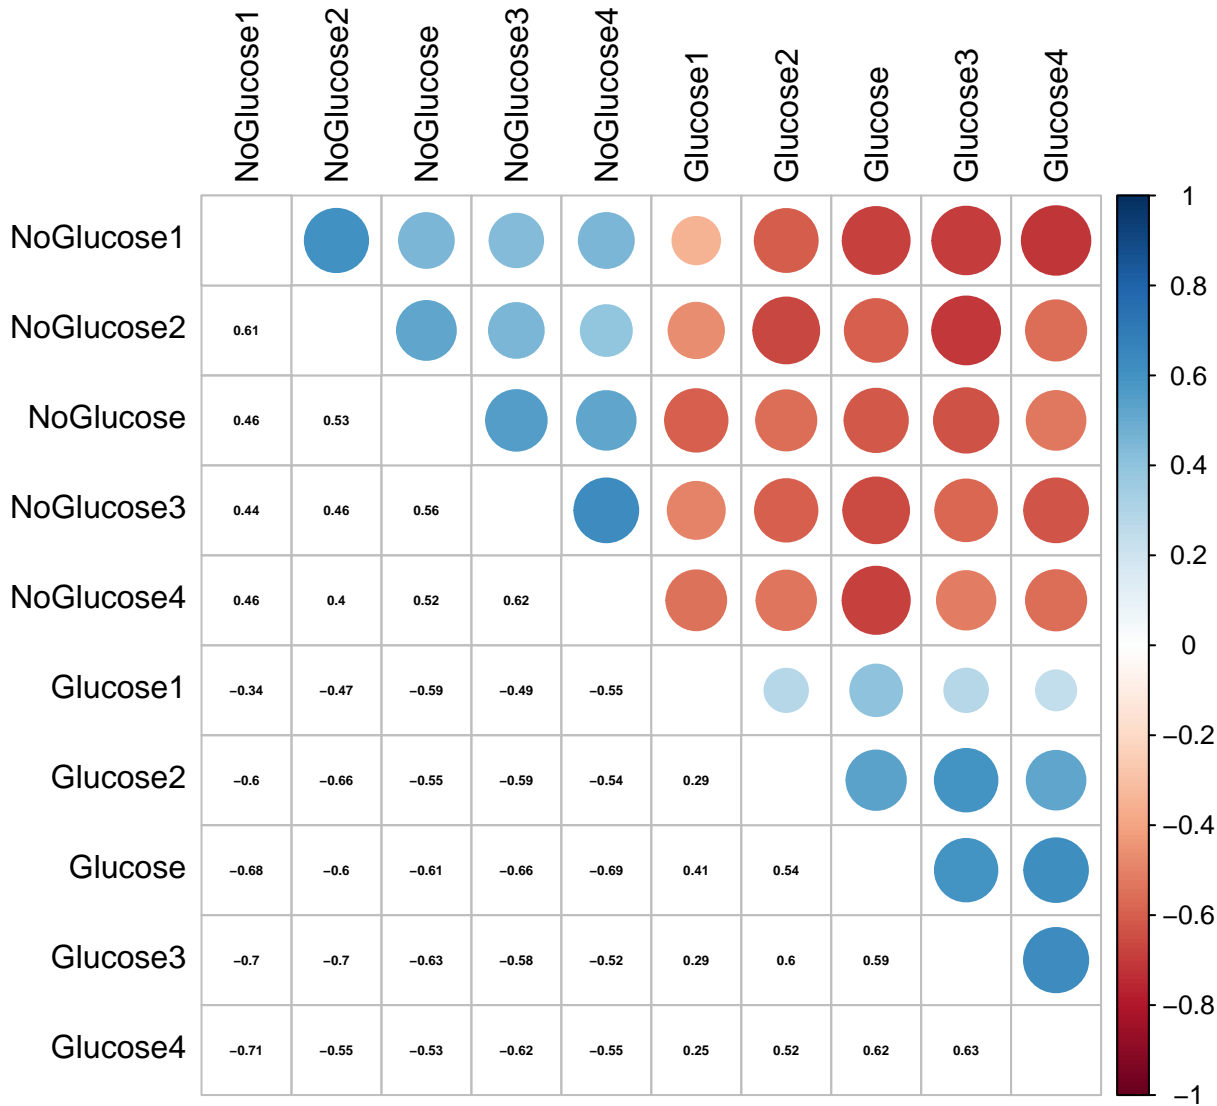 NoGlucose1 NoGlucose2 NoGlucose NoGlucose3 NoGlucose4 Glucose1 Glucose2 Glucose Glucose3 Glucose4
NoGlucose1
NoGlucose2 0.61
NoGlucose 0.46 0.53
NoGlucose3 0.44 0.46 0.56
NoGlucose4 0.46 0.4 0.52 0.62
Glucose1 −0.34 −0.47 −0.59 −0.49 −0.55
Glucose2 −0.6 −0.66 −0.55 −0.59 −0.54 0.29
Glucose −0.68 −0.6 −0.61 −0.66 −0.69 0.41 0.54
Glucose3 −0.7 −0.7 −0.63 −0.58 −0.52 0.29 0.6 0.59
Glucose4 −0.71 −0.55 −0.53 −0.62 −0.55 0.25 0.52 0.62 0.63
1
0.8
0.6
0.4
0.2
0
−0.2
−0.4
−0.6
−0.8
−1